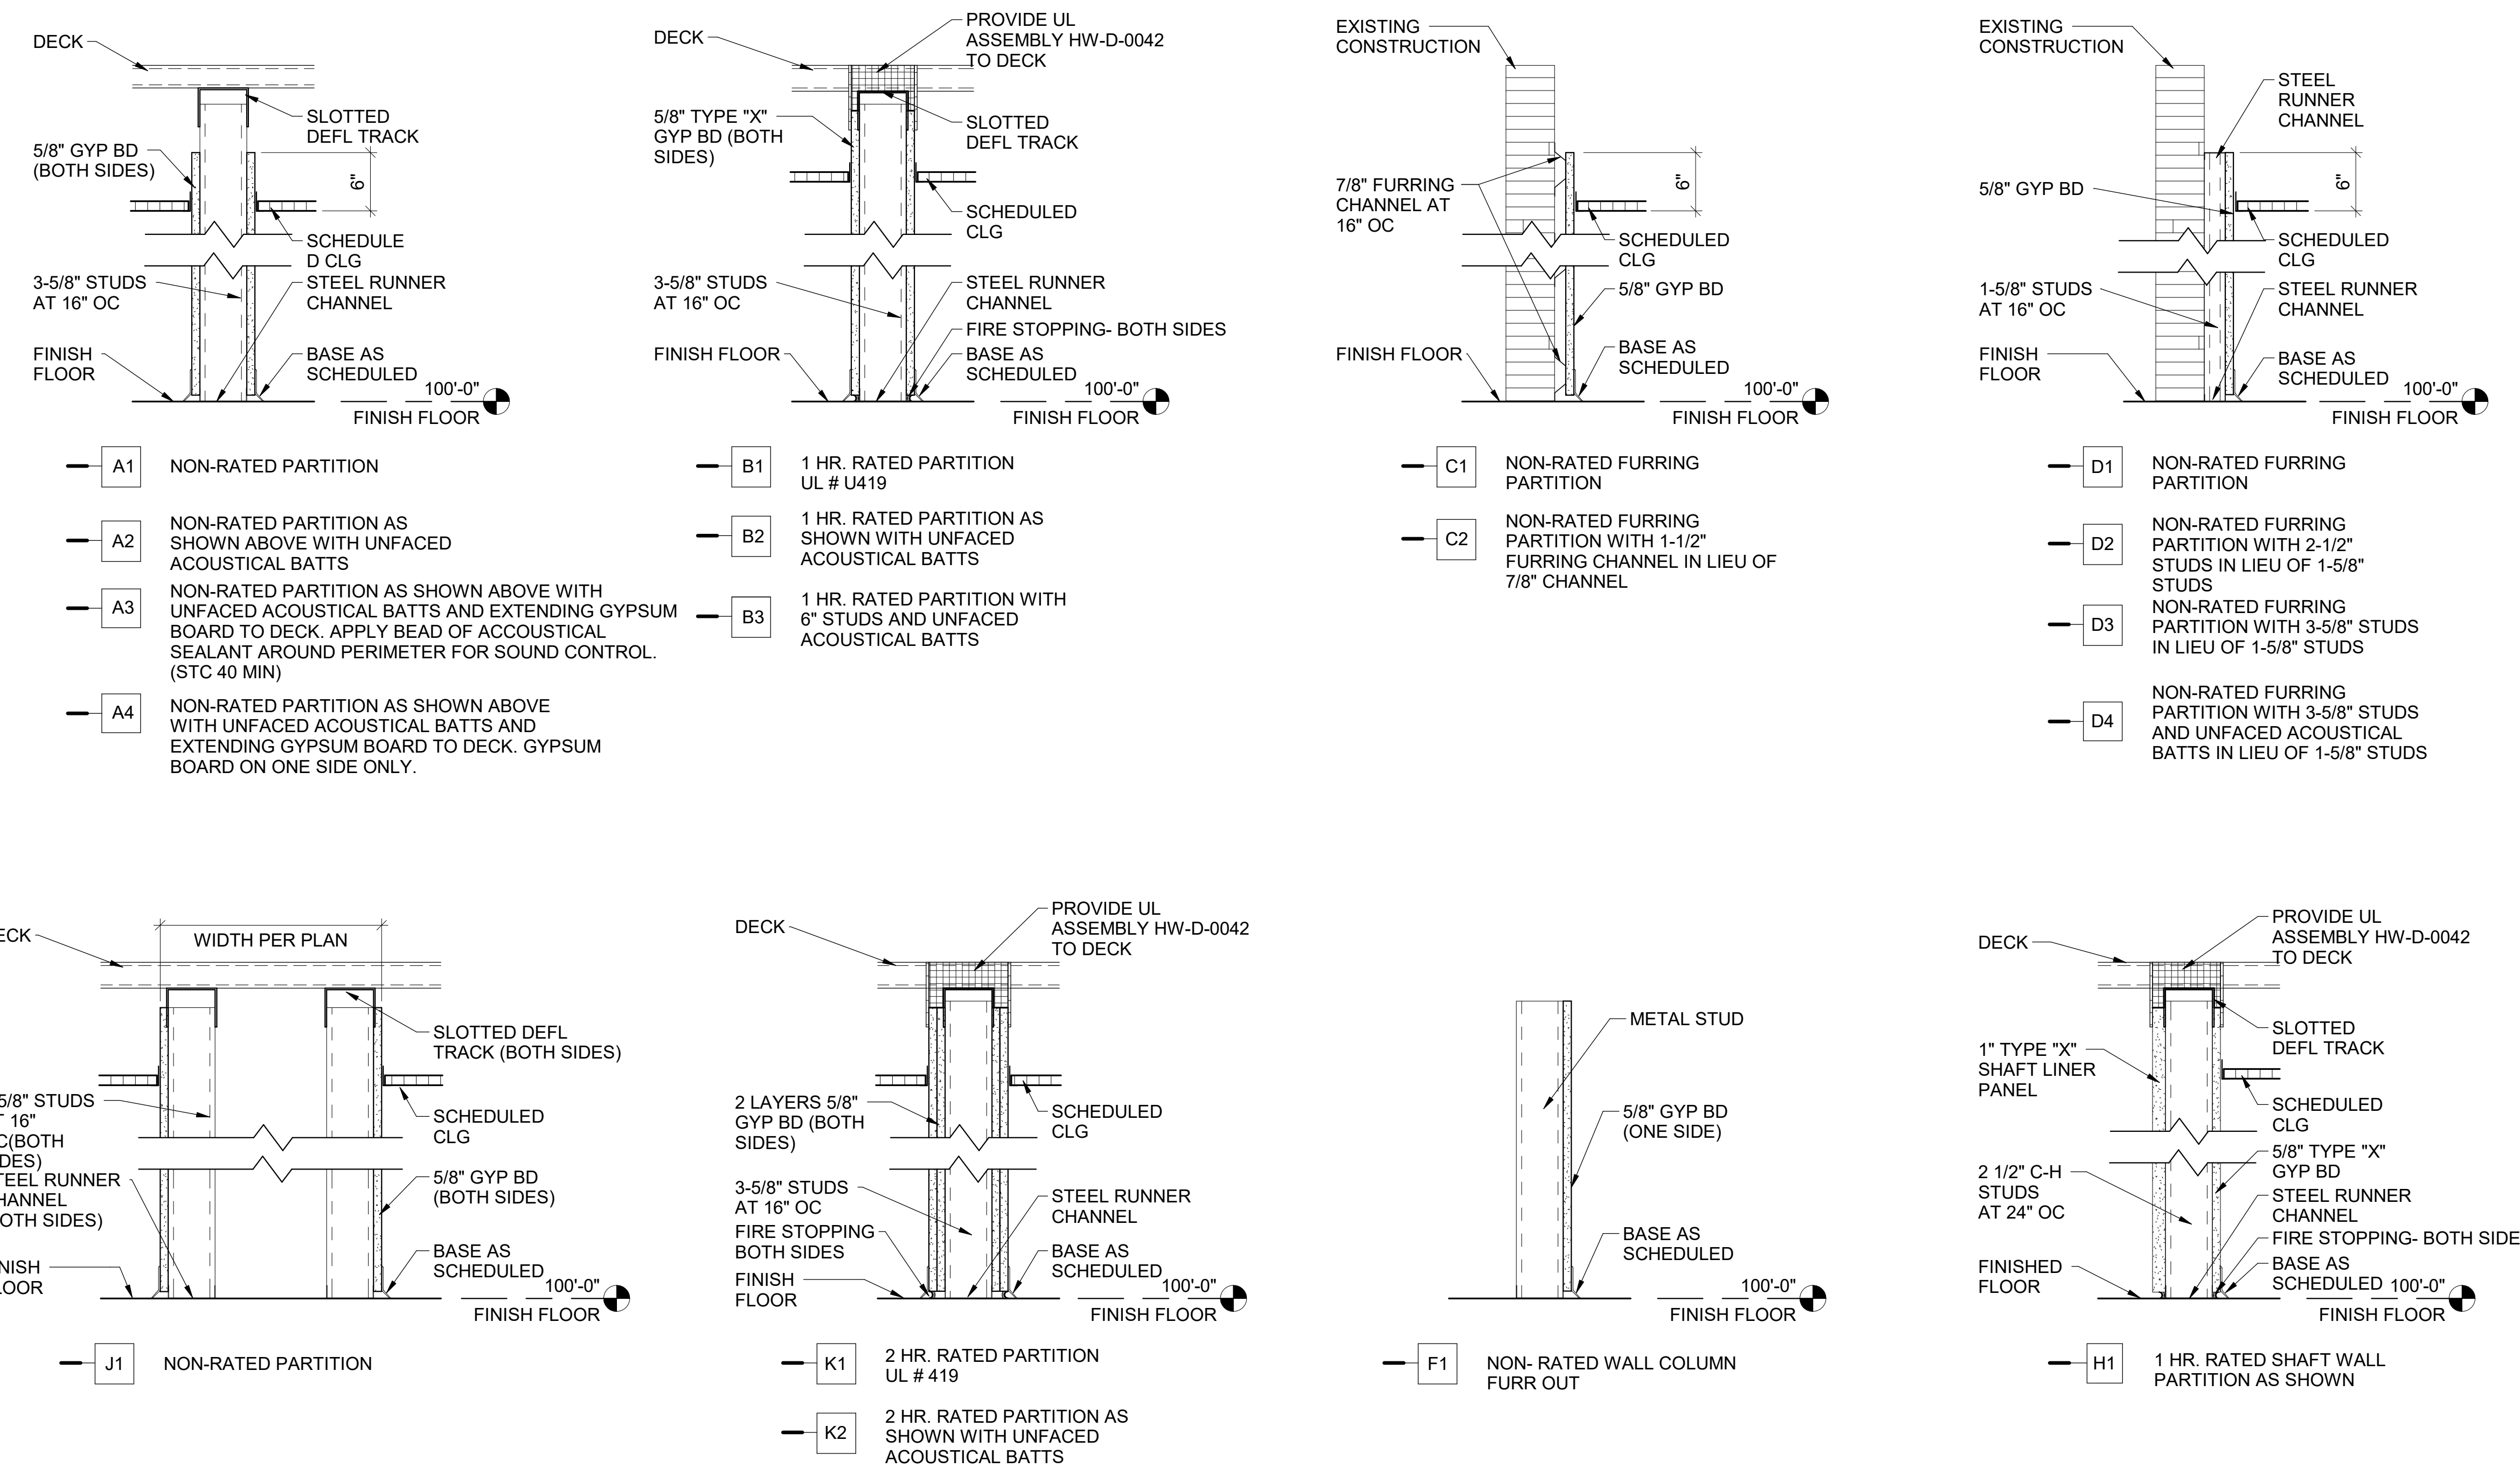 DECK
SLOTTED
DEFL TRACK
5/8" GYP BD
(BOTH SIDES)
6"
SCHEDULE
D CLG
3-5/8" STUDS
AT 16" OC
STEEL RUNNER
CHANNEL
FINISH
FLOOR
BASE AS
SCHEDULED
100'-0"
FINISH FLOOR
A1 NON-RATED PARTITION
A2 NON-RATED PARTITION AS
SHOWN ABOVE WITH UNFACED
ACOUSTICAL BATTS
A3 NON-RATED PARTITION AS SHOWN ABOVE WITH
UNFACED ACOUSTICAL BATTS AND EXTENDING GYPSUM
BOARD TO DECK. APPLY BEAD OF ACCOUSTICAL
SEALANT AROUND PERIMETER FOR SOUND CONTROL.
(STC 40 MIN)
A4 NON-RATED PARTITION AS SHOWN ABOVE
WITH UNFACED ACOUSTICAL BATTS AND
EXTENDING GYPSUM BOARD TO DECK. GYPSUM
BOARD ON ONE SIDE ONLY.
DECK
PROVIDE UL
ASSEMBLY HW-D-0042
TO DECK
5/8" TYPE "X"
GYP BD (BOTH
SIDES)
SLOTTED
DEFL TRACK
SCHEDULED
CLG
3-5/8" STUDS
AT 16" OC
STEEL RUNNER
CHANNEL
FIRE STOPPING- BOTH SIDES
FINISH FLOOR
BASE AS
SCHEDULED
100'-0"
FINISH FLOOR
B1 1 HR. RATED PARTITION
UL # U419
B2 1 HR. RATED PARTITION AS
SHOWN WITH UNFACED
ACOUSTICAL BATTS
B3 1 HR. RATED PARTITION WITH
6" STUDS AND UNFACED
ACOUSTICAL BATTS
EXISTING
CONSTRUCTION
7/8" FURRING
CHANNEL AT
16" OC
6"
SCHEDULED
CLG
5/8" GYP BD
FINISH FLOOR
BASE AS
SCHEDULED
100'-0"
FINISH FLOOR
C1 NON-RATED FURRING
PARTITION
C2 NON-RATED FURRING
PARTITION WITH 1-1/2"
FURRING CHANNEL IN LIEU OF
7/8" CHANNEL
EXISTING
CONSTRUCTION
STEEL
RUNNER
CHANNEL
5/8" GYP BD
6"
SCHEDULED
CLG
1-5/8" STUDS
AT 16" OC
STEEL RUNNER
CHANNEL
FINISH
FLOOR
BASE AS
SCHEDULED
100'-0"
FINISH FLOOR
D1 NON-RATED FURRING
PARTITION
D2 NON-RATED FURRING
PARTITION WITH 2-1/2"
STUDS IN LIEU OF 1-5/8"
STUDS
D3 NON-RATED FURRING
PARTITION WITH 3-5/8" STUDS
IN LIEU OF 1-5/8" STUDS
D4 NON-RATED FURRING
PARTITION WITH 3-5/8" STUDS
AND UNFACED ACOUSTICAL
BATTS IN LIEU OF 1-5/8" STUDS
ECK
WIDTH PER PLAN
SLOTTED DEFL
TRACK (BOTH SIDES)
5/8" STUDS
T 16"
C(BOTH
DES)
SCHEDULED
CLG
TEEL RUNNER
HANNEL
OTH SIDES)
5/8" GYP BD
(BOTH SIDES)
NISH
LOOR
BASE AS
SCHEDULED
100'-0"
FINISH FLOOR
J1 NON-RATED PARTITION
DECK
PROVIDE UL
ASSEMBLY HW-D-0042
TO DECK
2 LAYERS 5/8"
GYP BD (BOTH
SIDES)
SCHEDULED
CLG
3-5/8" STUDS
AT 16" OC
STEEL RUNNER
CHANNEL
FIRE STOPPING
BOTH SIDES
FINISH
FLOOR
BASE AS
SCHEDULED
100'-0"
FINISH FLOOR
K1 2 HR. RATED PARTITION
UL # 419
K2 2 HR. RATED PARTITION AS
SHOWN WITH UNFACED
ACOUSTICAL BATTS
METAL STUD
5/8" GYP BD
(ONE SIDE)
BASE AS
SCHEDULED
100'-0"
FINISH FLOOR
F1 NON- RATED WALL COLUMN
FURR OUT
DECK
PROVIDE UL
ASSEMBLY HW-D-0042
TO DECK
SLOTTED
DEFL TRACK
1" TYPE "X"
SHAFT LINER
PANEL
SCHEDULED
CLG
5/8" TYPE "X"
GYP BD
2 1/2" C-H
STUDS
AT 24" OC
STEEL RUNNER
CHANNEL
FIRE STOPPING- BOTH SIDE
FINISHED
FLOOR
BASE AS
SCHEDULED
100'-0"
FINISH FLOOR
H1 1 HR. RATED SHAFT WALL
PARTITION AS SHOWN